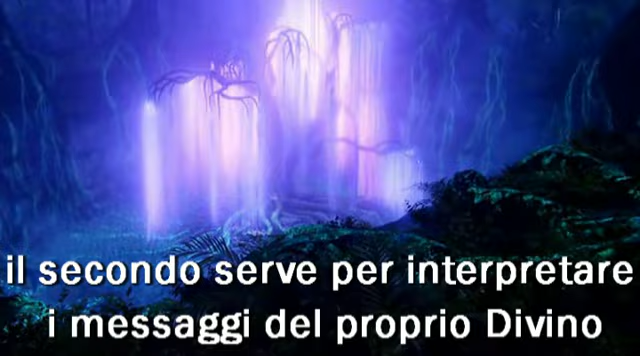 il secondo serve per interpretare
i messaggi del proprio Divino